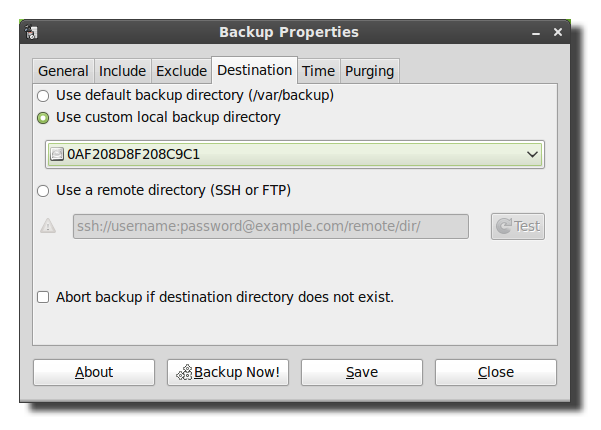 Backup Properties
General Include Exclude Destination Time Purging
Use default backup directory (/var/backup)
Use custom local backup directory
0AF208D8F208C9C1
Use a remote directory (SSH or FTP)
ssh://username:password@example.com/remote/dir/ Test
Abort backup if destination directory does not exist.
About Backup Now! Save Close